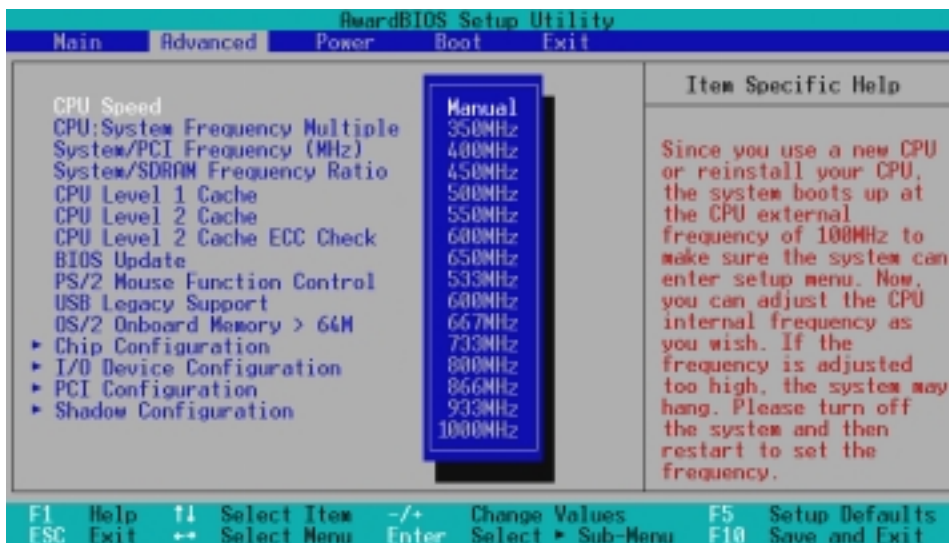 AwardBIOS Setup Utility
Main Advanced Power Boot Exit
CPU Speed
CPU:System Frequency Multiple
System/PCI Frequency (MHz)
System/SDRAM Frequency Ratio
CPU Level 1 Cache
CPU Level 2 Cache
CPU Level 2 Cache ECC Check
BIOS Update
PS/2 Mouse Function Control
USB Legacy Support
OS/2 Onboard Memory > 64M
Chip Configuration
I/O Device Configuration
PCI Configuration
Shadow Configuration
Manual
350MHz
400MHz
450MHz
500MHz
550MHz
600MHz
650MHz
533MHz
600MHz
667MHz
733MHz
800MHz
866MHz
933MHz
1000MHz
Item Specific Help
Since you use a new CPU
or reinstall your CPU,
the system boots up at
the CPU external
frequency of 100MHz to
make sure the system can
enter setup menu. Now,
you can adjust the CPU
internal frequency as
you wish. If the
frequency is adjusted
too high, the system may
hang. Please turn off
the system and then
restart to set the
frequency.
F1 Help ↑↓ Select Item -/+ Change Values F5 Setup Defaults
ESC Exit ↔ Select Menu Enter Select ► Sub-Menu F10 Save and Exit